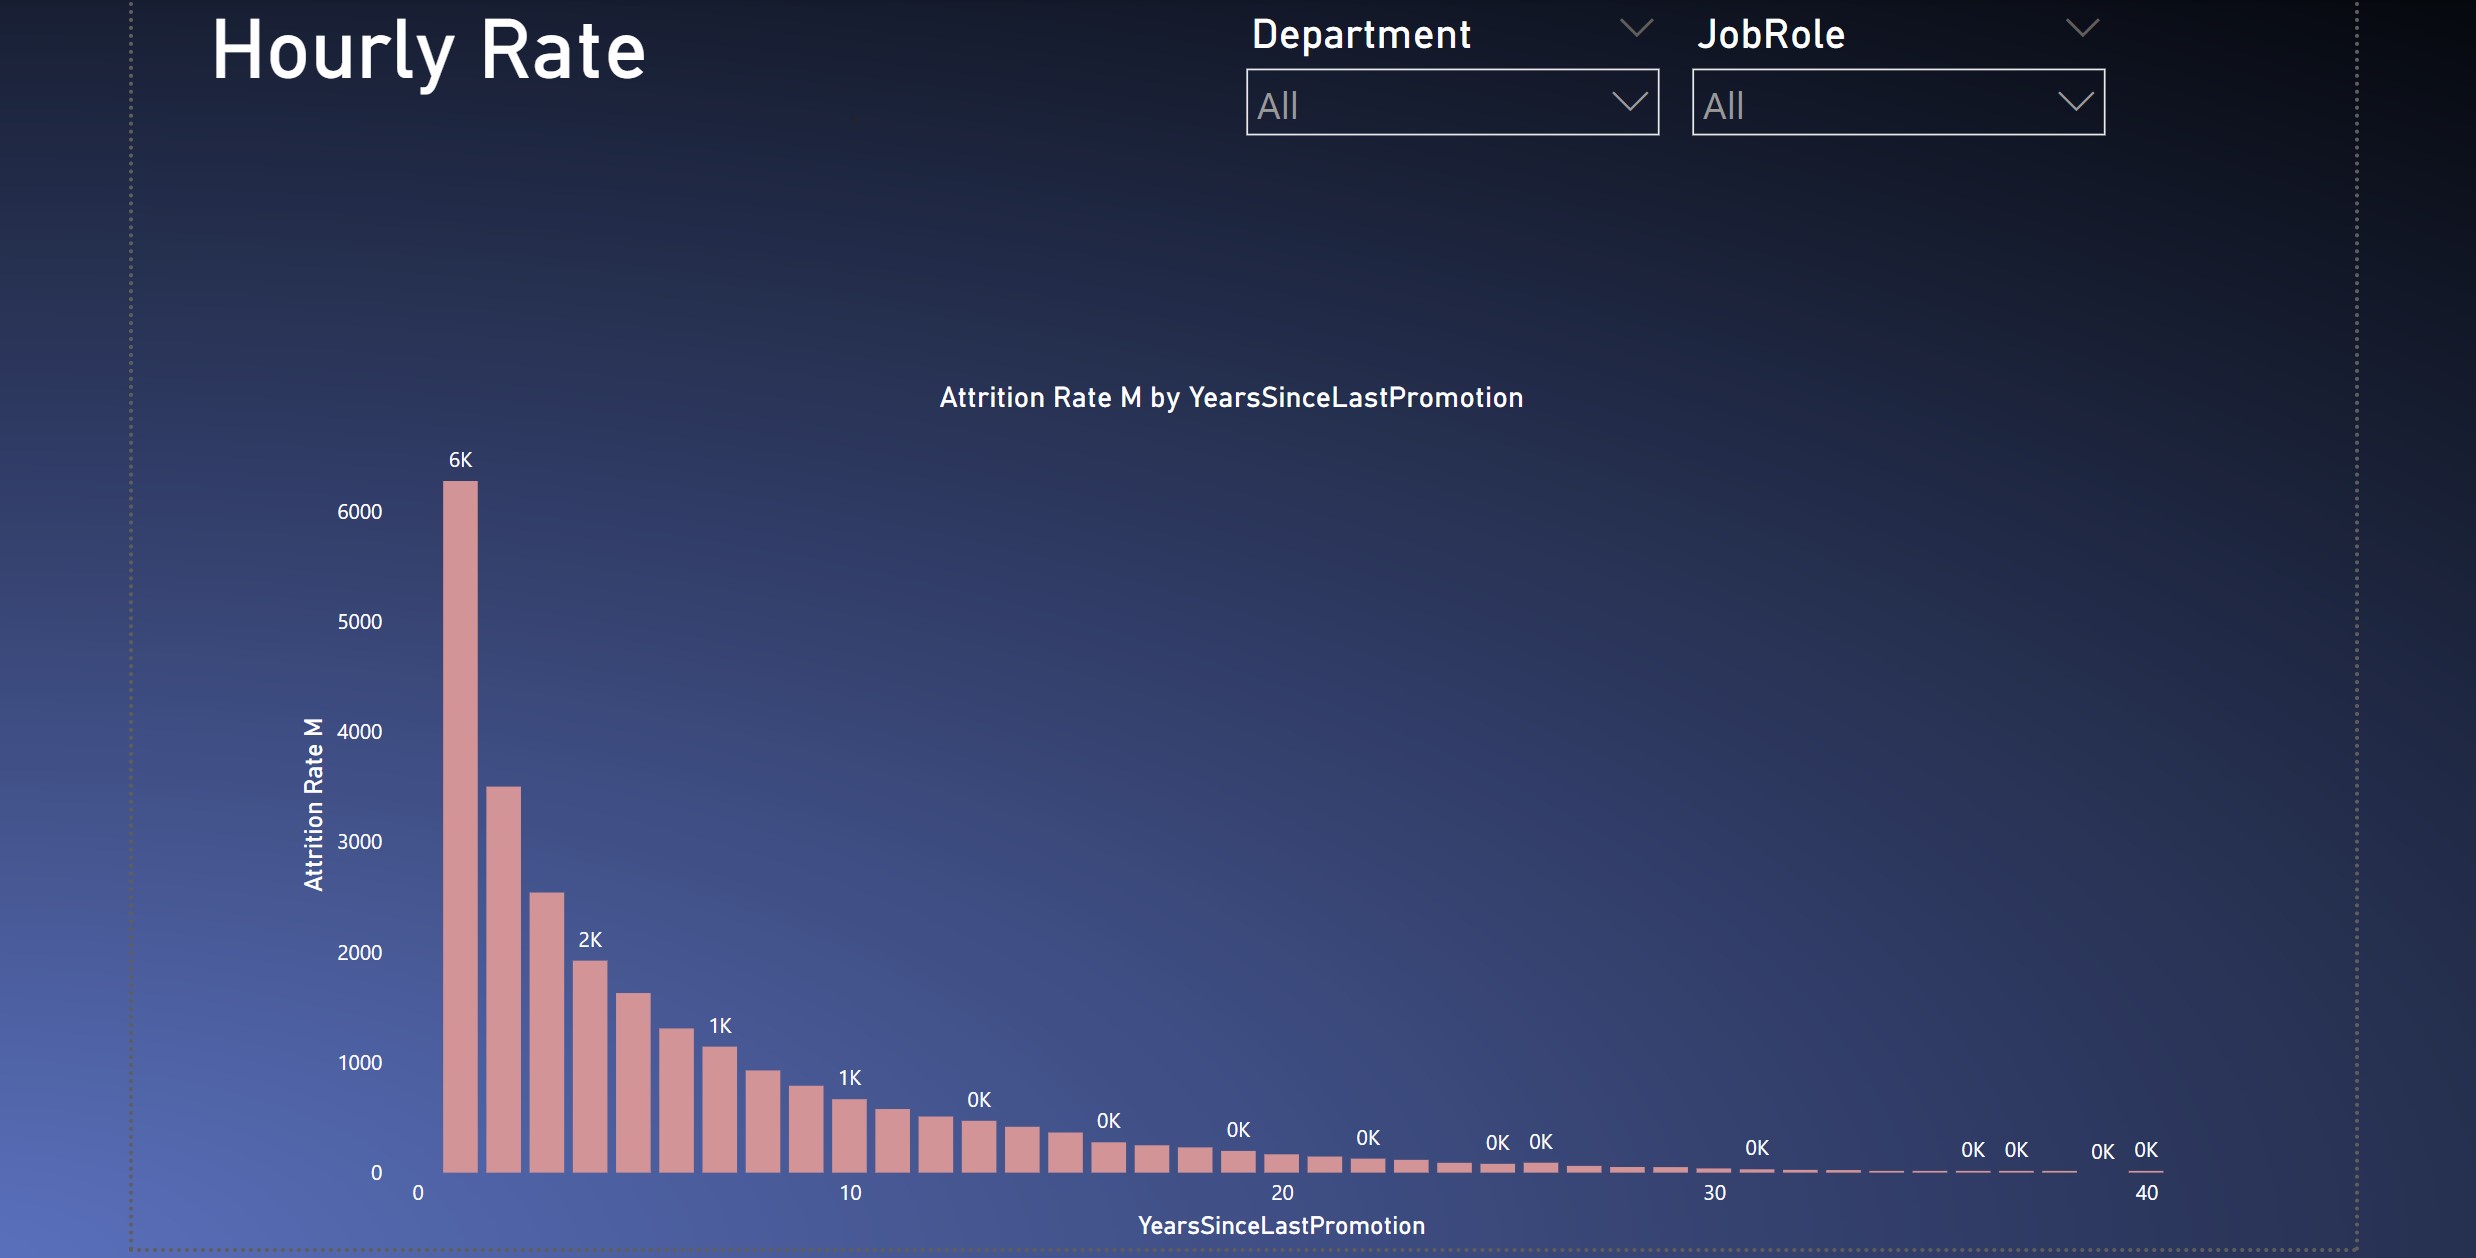 Hourly Rate
Department
JobRole
All
All
Attrition Rate M by YearsSinceLastPromotion
6K
6000
5000
4000
3000
2K
2000
1K
1000
1K
0K
0K
0K
0K
0K
0K
0K
0K
0K
0K
0K
0
0
10
20
30
40
Attrition Rate M
YearsSinceLastPromotion